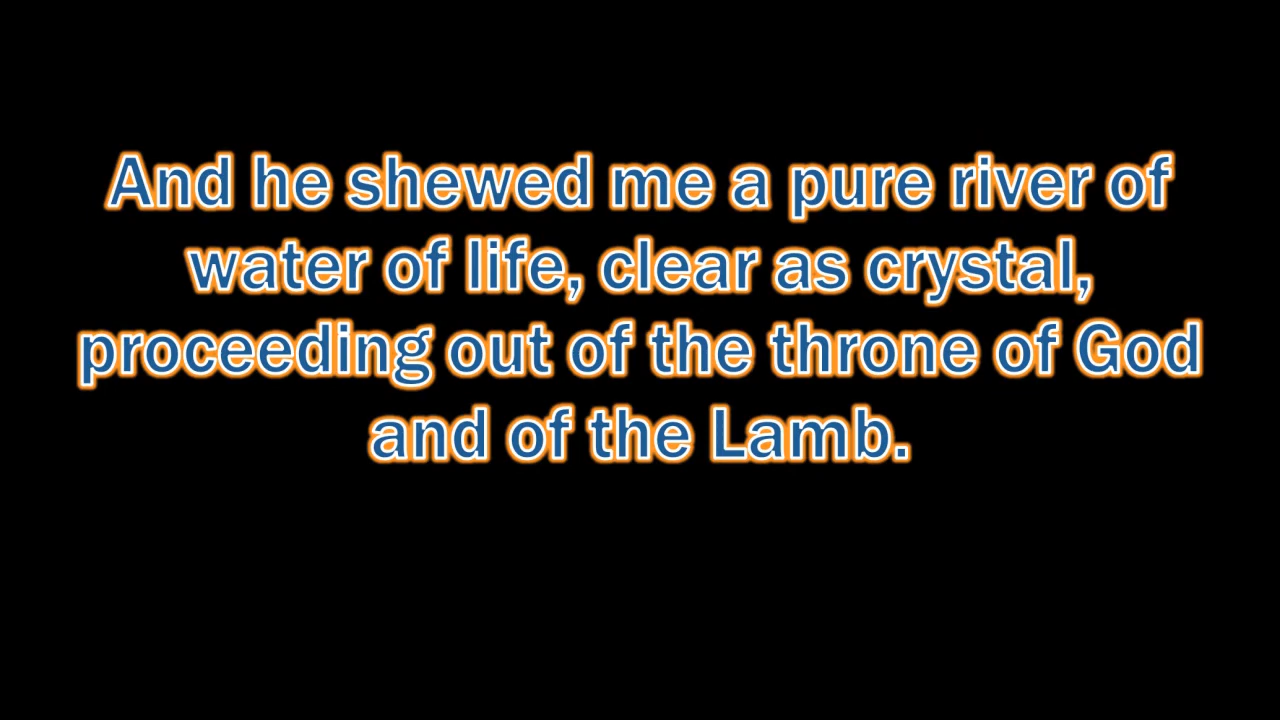 And he shewed me a pure river of
water of life, clear as crystal,
proceeding out of the throne of God
and of the Lamb.